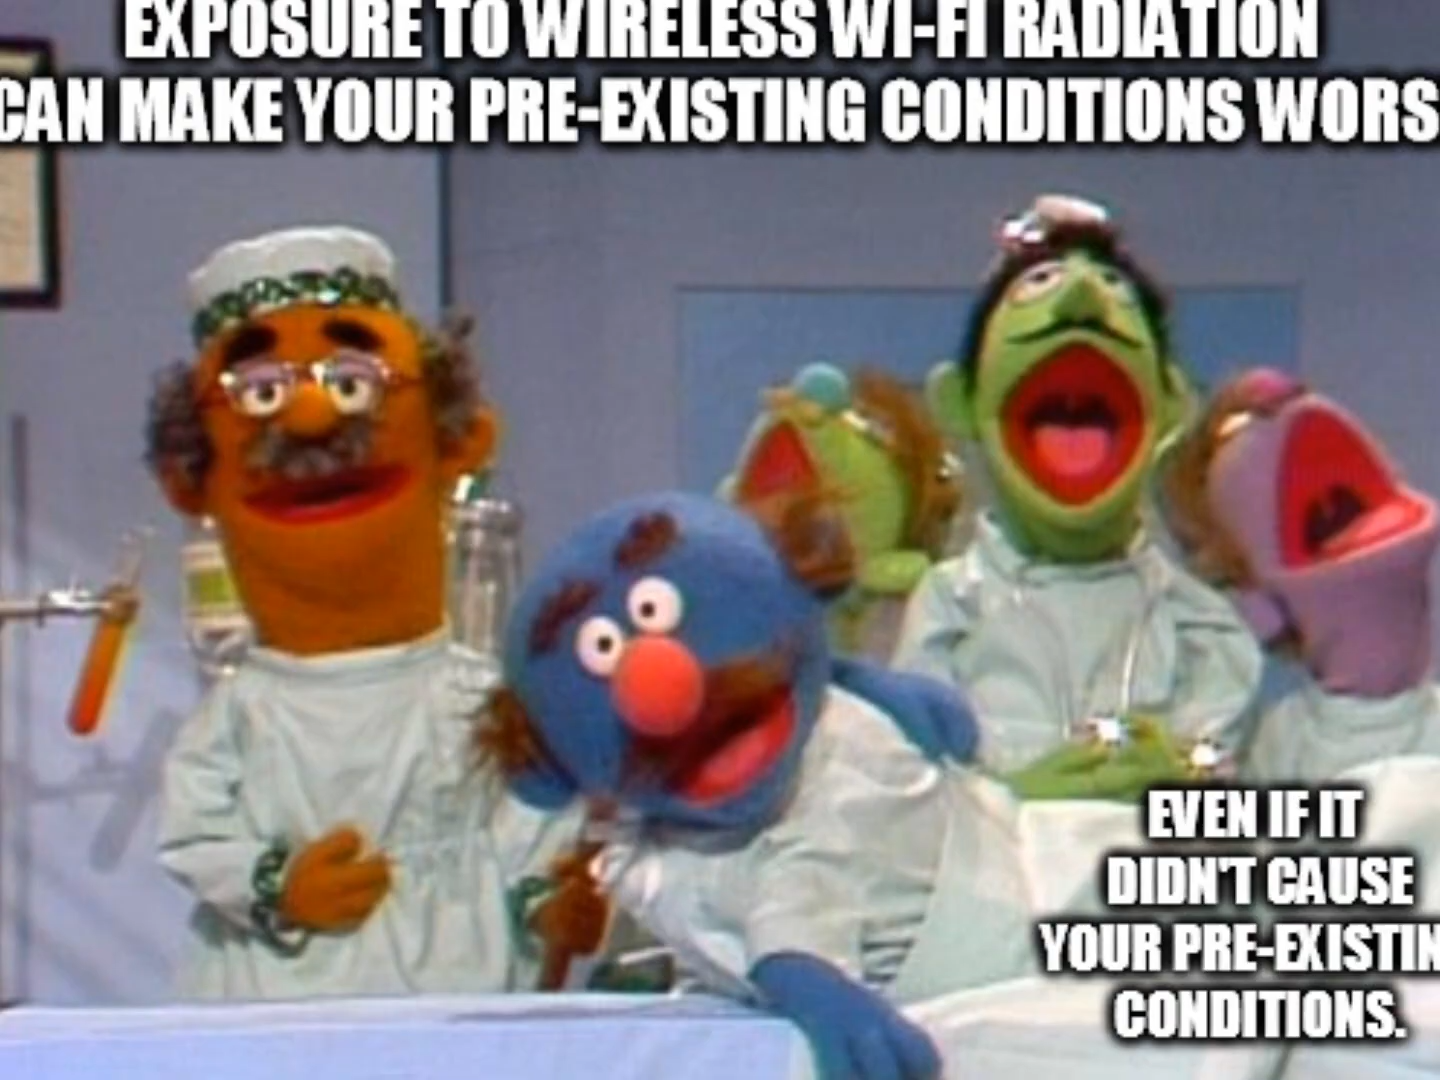 EXPOSURE TO WIRELESS WI-FI RADIATION
CAN MAKE YOUR PRE-EXISTING CONDITIONS WORS
EVEN IF IT
DIDN'T CAUSE
YOUR PRE-EXISTIN
CONDITIONS.